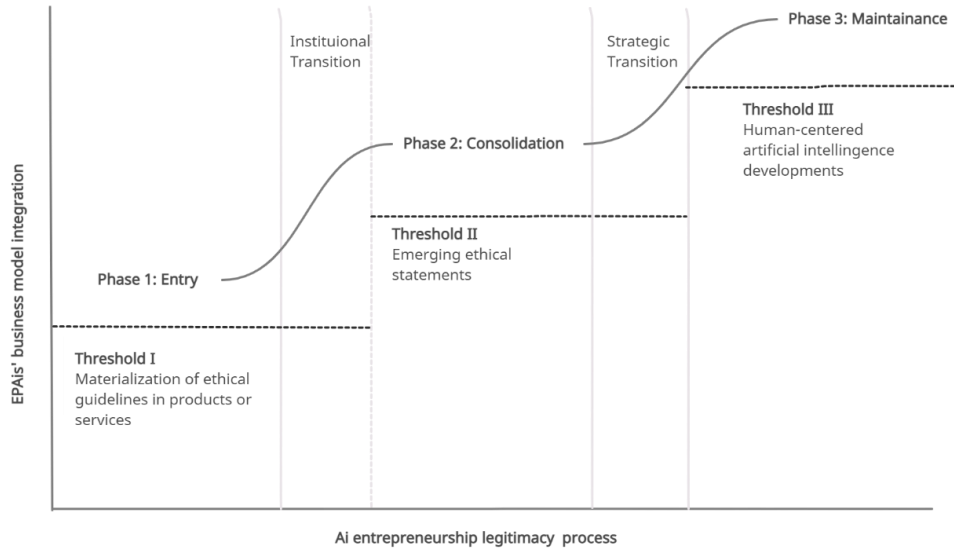 Phase 3: Maintainance
Instituional
Transition
Strategic
Transition
Threshold III
Human-centered
artificial intellingence
developments
Phase 2: Consolidation
Threshold II
Emerging ethical
statements
Phase 1: Entry
Threshold I
Materialization of ethical
guidelines in products or
services
EPAis' business model integration
Ai entrepreneurship legitimacy process